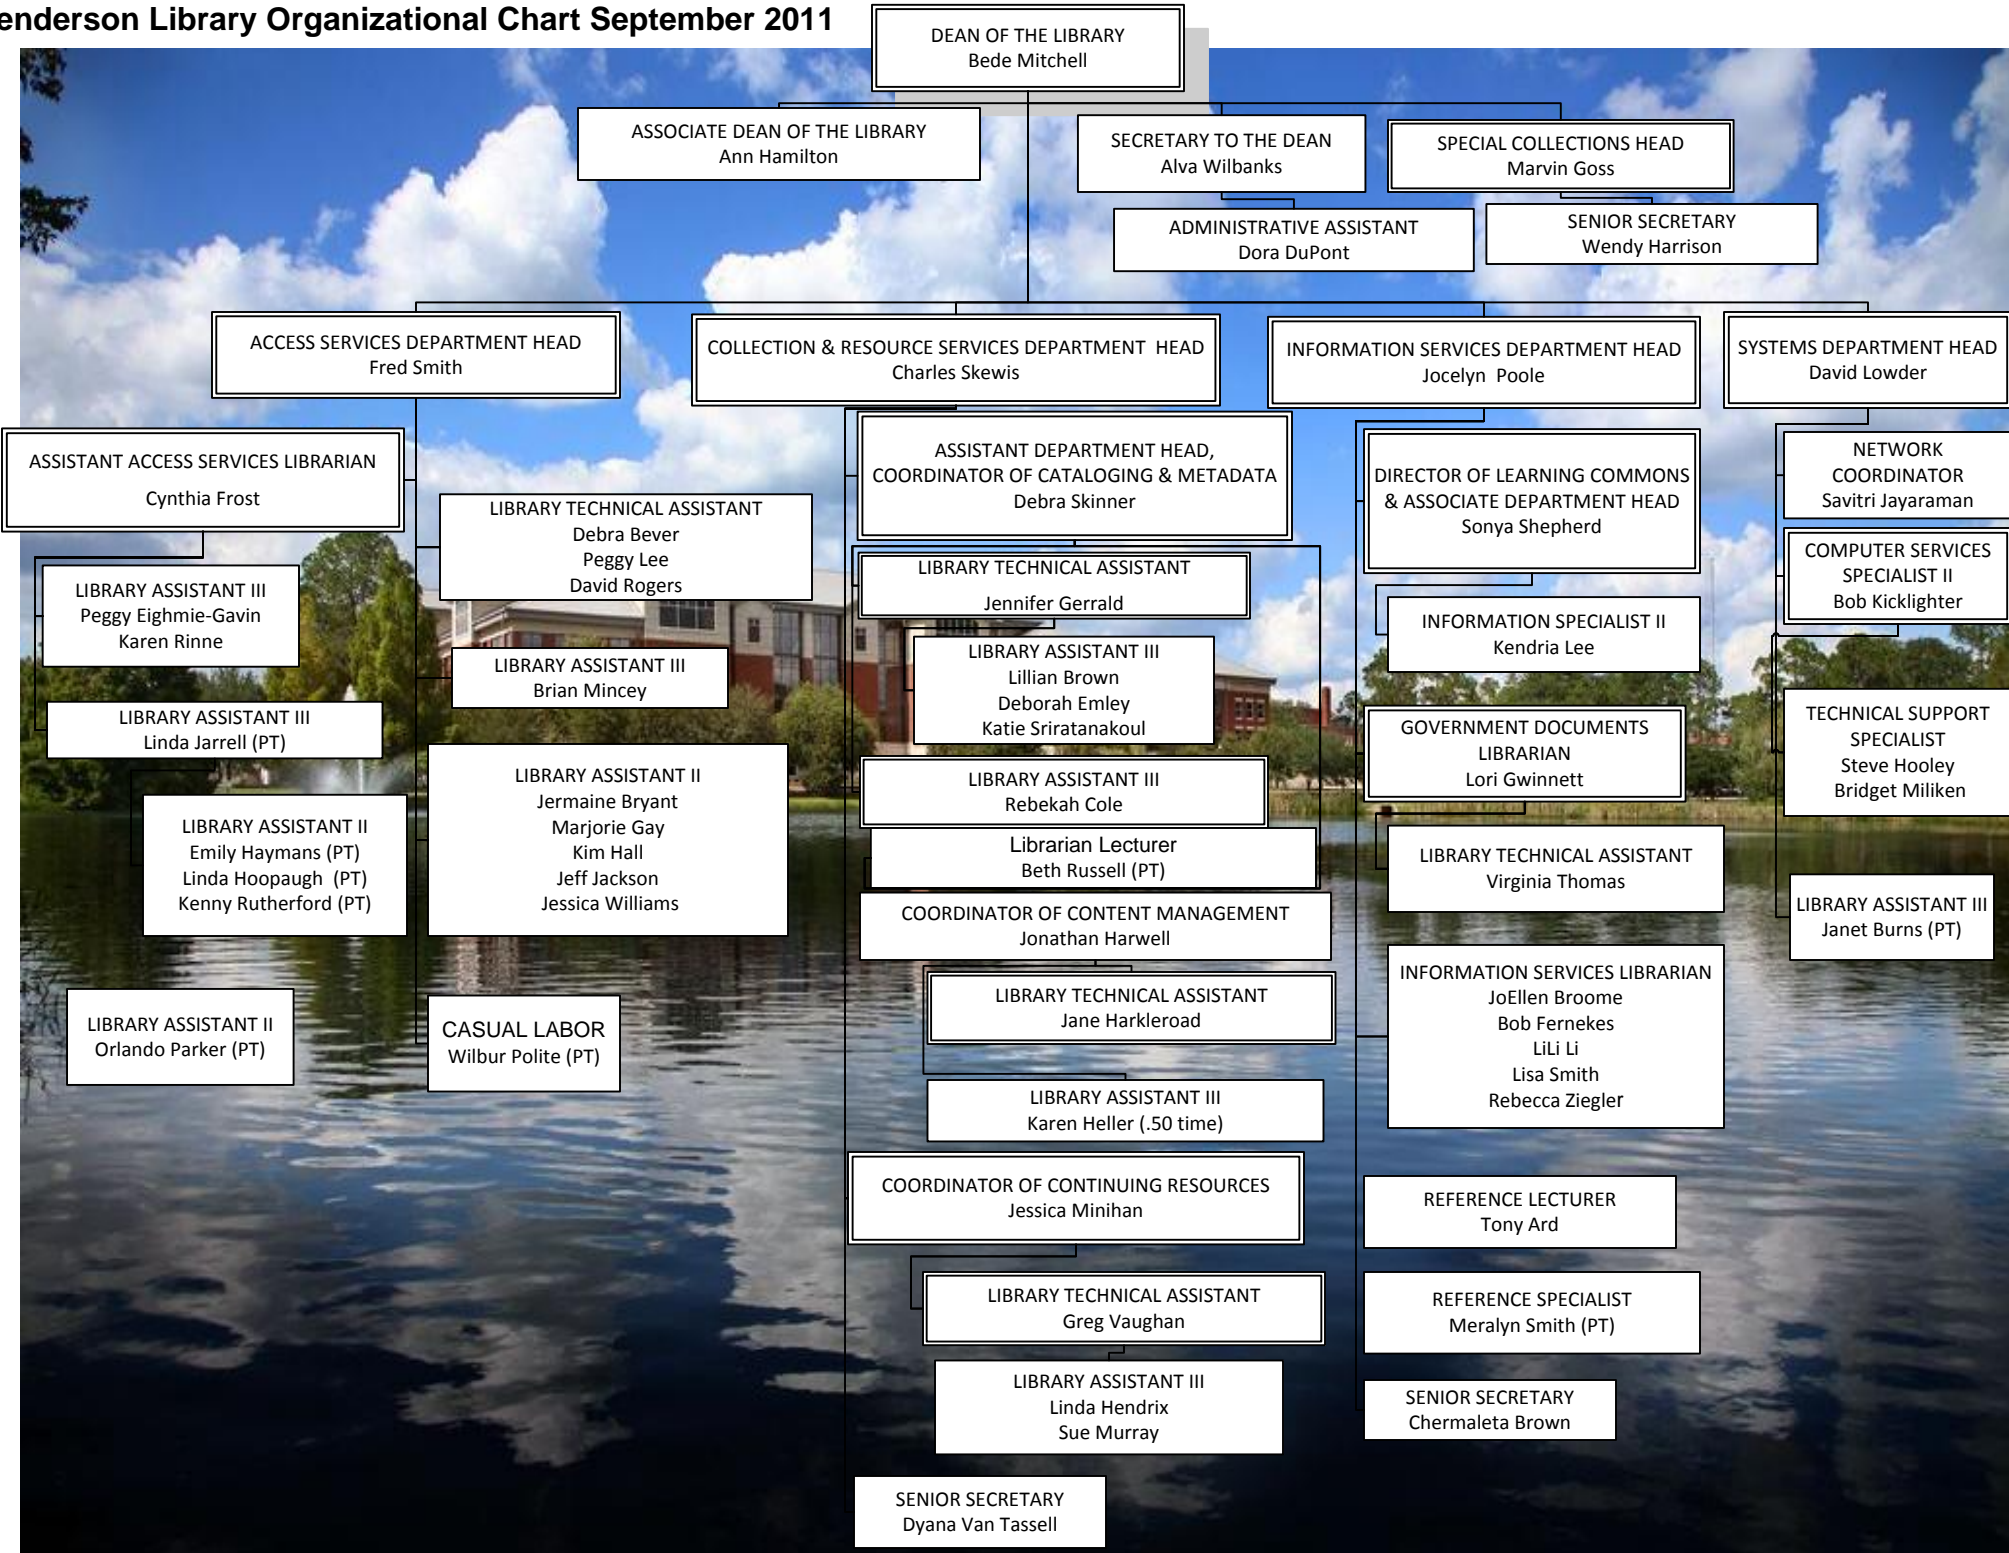 enderson Library Organizational Chart September 2011
DEAN OF THE LIBRARY
Bede Mitchell
ASSOCIATE DEAN OF THE LIBRARY
Ann Hamilton
SECRETARY TO THE DEAN
Alva Wilbanks
SPECIAL COLLECTIONS HEAD
Marvin Goss
ADMINISTRATIVE ASSISTANT
Dora DuPont
SENIOR SECRETARY
Wendy Harrison
ACCESS SERVICES DEPARTMENT HEAD
Fred Smith
COLLECTION & RESOURCE SERVICES DEPARTMENT HEAD
Charles Skewis
INFORMATION SERVICES DEPARTMENT HEAD
Jocelyn Poole
SYSTEMS DEPARTMENT HEAD
David Lowder
ASSISTANT ACCESS SERVICES LIBRARIAN
Cynthia Frost
LIBRARY ASSISTANT III
Peggy Eighmie-Gavin
Karen Rinne
LIBRARY ASSISTANT III
Linda Jarrell (PT)
LIBRARY ASSISTANT II
Emily Haymans (PT)
Linda Hoopaugh (PT)
Kenny Rutherford (PT)
LIBRARY ASSISTANT II
Orlando Parker (PT)
LIBRARY TECHNICAL ASSISTANT
Debra Bever
Peggy Lee
David Rogers
LIBRARY ASSISTANT III
Brian Mincey
LIBRARY ASSISTANT II
Jermaine Bryant
Marjorie Gay
Kim Hall
Jeff Jackson
Jessica Williams
CASUAL LABOR
Wilbur Polite (PT)
ASSISTANT DEPARTMENT HEAD,
COORDINATOR OF CATALOGING & METADATA
Debra Skinner
LIBRARY TECHNICAL ASSISTANT
Jennifer Gerrald
LIBRARY ASSISTANT III
Lillian Brown
Deborah Emley
Katie Sriratanakoul
LIBRARY ASSISTANT III
Rebekah Cole
Librarian Lecturer
Beth Russell (PT)
COORDINATOR OF CONTENT MANAGEMENT
Jonathan Harwell
LIBRARY TECHNICAL ASSISTANT
Jane Harkleroad
LIBRARY ASSISTANT III
Karen Heller (.50 time)
COORDINATOR OF CONTINUING RESOURCES
Jessica Minihan
LIBRARY TECHNICAL ASSISTANT
Greg Vaughan
LIBRARY ASSISTANT III
Linda Hendrix
Sue Murray
SENIOR SECRETARY
Dyana Van Tassell
DIRECTOR OF LEARNING COMMONS
& ASSOCIATE DEPARTMENT HEAD
Sonya Shepherd
INFORMATION SPECIALIST II
Kendria Lee
GOVERNMENT DOCUMENTS
LIBRARIAN
Lori Gwinnett
LIBRARY TECHNICAL ASSISTANT
Virginia Thomas
INFORMATION SERVICES LIBRARIAN
JoEllen Broome
Bob Fernekes
LiLi Li
Lisa Smith
Rebecca Ziegler
REFERENCE LECTURER
Tony Ard
REFERENCE SPECIALIST
Meralyn Smith (PT)
SENIOR SECRETARY
Chermaleta Brown
NETWORK
COORDINATOR
Savitri Jayaraman
COMPUTER SERVICES
SPECIALIST II
Bob Kicklighter
TECHNICAL SUPPORT
SPECIALIST
Steve Hooley
Bridget Miliken
LIBRARY ASSISTANT III
Janet Burns (PT)